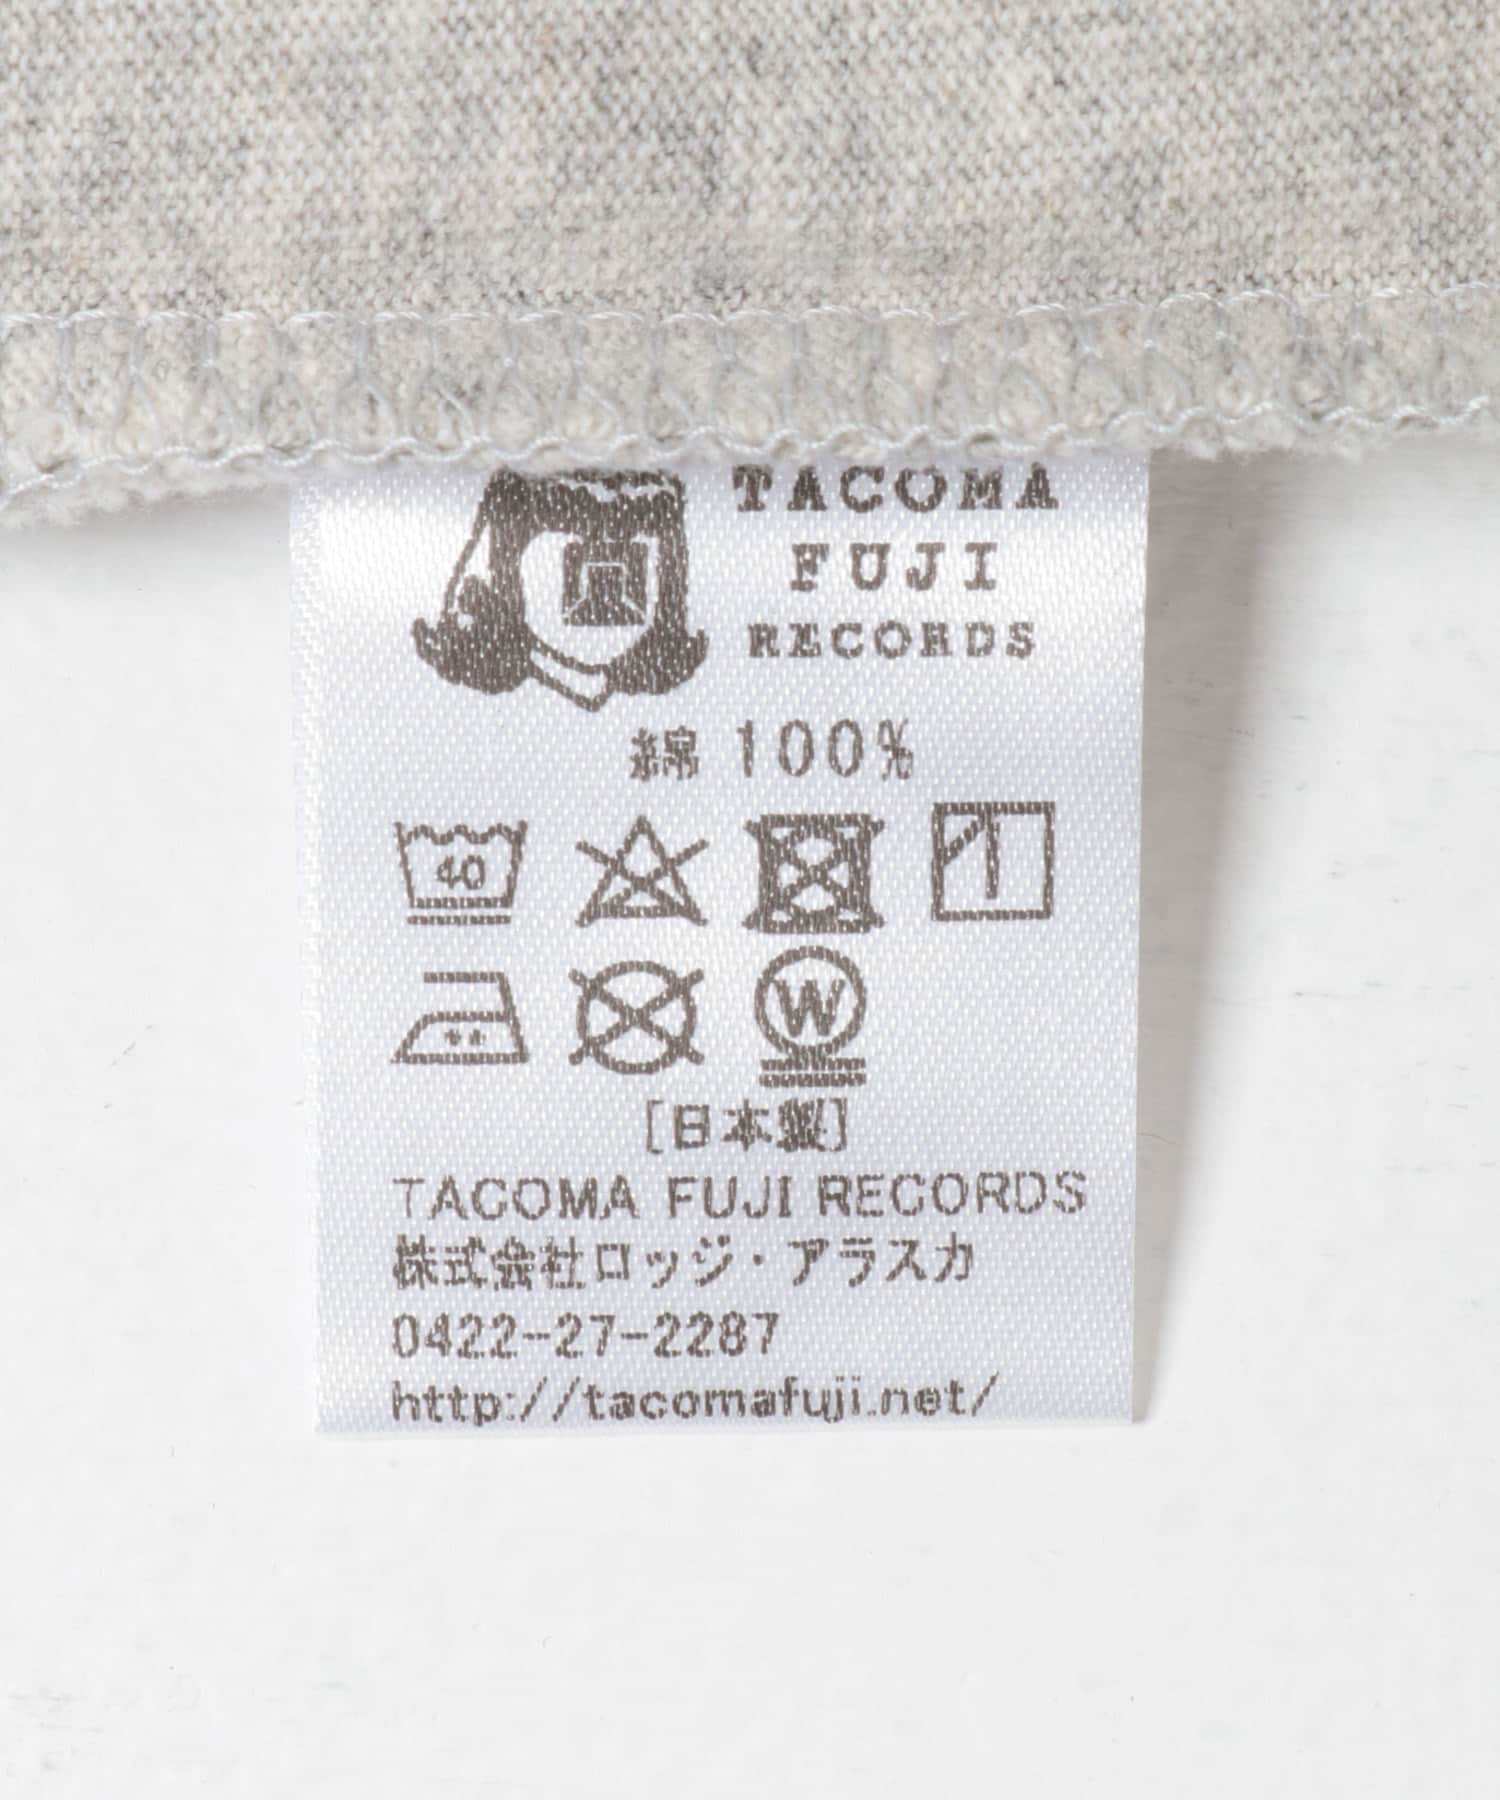 TACOMA
FUJI
RECORDS
綿 100%
40
W
[日本製]
TACOMA FUJI RECORDS
株式会社ロッジ・アラスカ
0422-27-2287
http://tacomafuji.net/